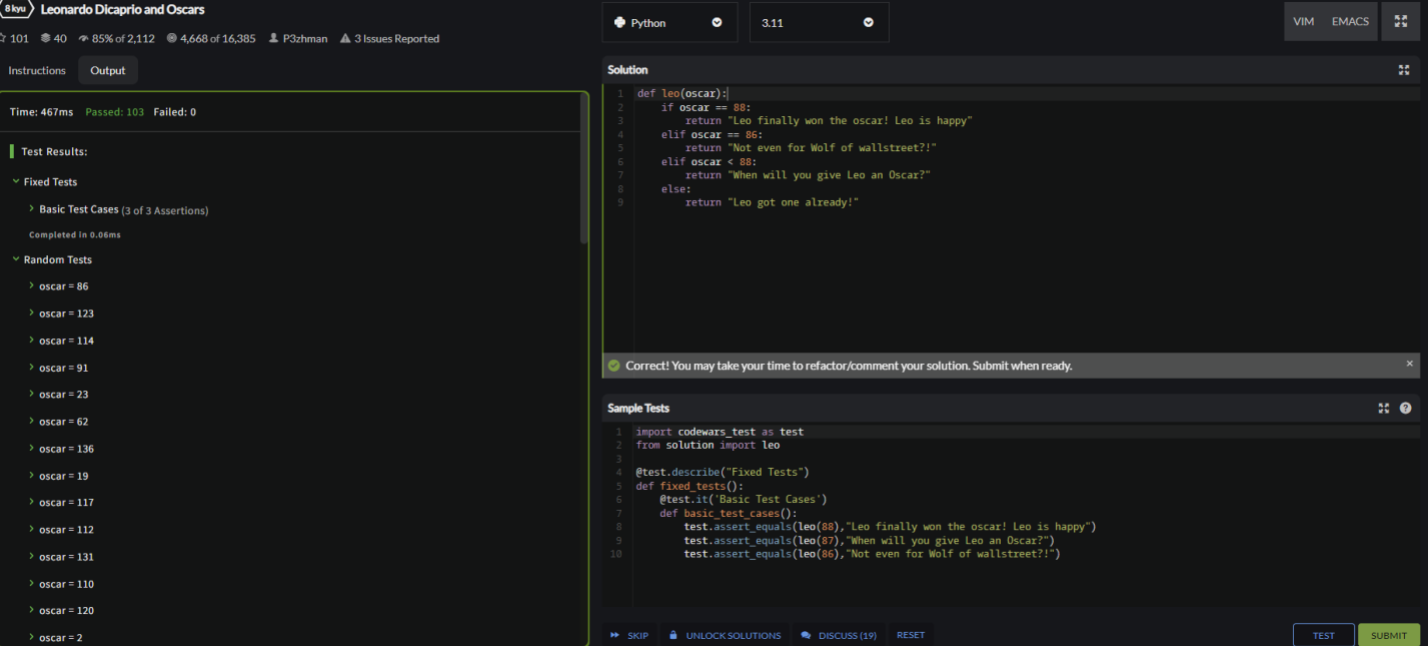 8 kyu Leonardo Dicaprio and Oscars
101 40 85% of 2,112 4,668 of 16,385 P3zhman 3 Issues Reported
Instructions Output
Time: 467ms Passed: 103 Failed: 0
Test Results:
Fixed Tests
Basic Test Cases (3 of 3 Assertions)
Completed in 0.06ms
Random Tests
oscar = 86
oscar = 123
oscar = 114
oscar = 91
oscar = 23
oscar = 62
oscar = 136
oscar = 19
oscar = 117
oscar = 112
oscar = 131
oscar = 110
oscar = 120
oscar = 2
Python 3.11 VIM EMACS
Solution
1 def leo(oscar):
2 if oscar == 88:
3 return "Leo finally won the oscar! Leo is happy"
4 elif oscar == 86:
5 return "Not even for Wolf of wallstreet?!"
6 elif oscar < 88:
7 return "When will you give Leo an Oscar?"
8 else:
9 return "Leo got one already!"
Correct! You may take your time to refactor/comment your solution. Submit when ready. ×
Sample Tests ?
1 import codewars_test as test
2 from solution import leo
3
4 @test.describe("Fixed Tests")
5 def fixed_tests():
6 @test.it('Basic Test Cases')
7 def basic_test_cases():
8 test.assert_equals(leo(88),"Leo finally won the oscar! Leo is happy")
9 test.assert_equals(leo(87),"When will you give Leo an Oscar?")
10 test.assert_equals(leo(86),"Not even for Wolf of wallstreet?!")
SKIP UNLOCK SOLUTIONS DISCUSS (19) RESET TEST SUBMIT